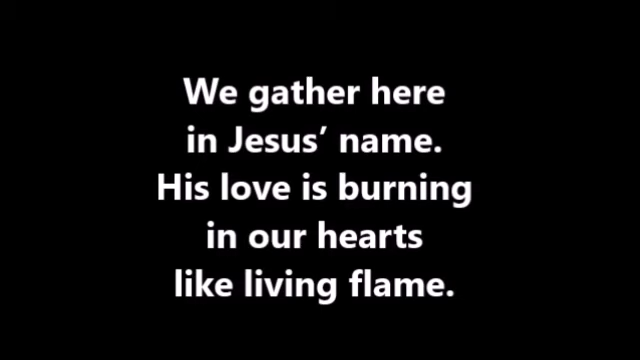 We gather here
in Jesus’ name.
His love is burning
in our hearts
like living flame.